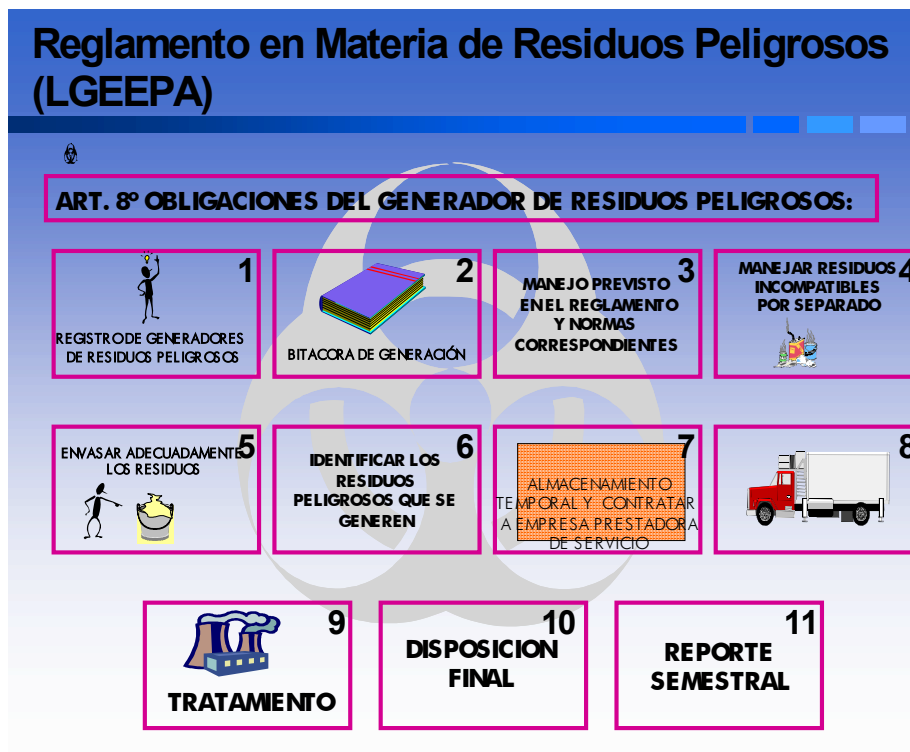 Reglamento en Materia de Residuos Peligrosos
(LGEEPA)
ART. 8º OBLIGACIONES DEL GENERADOR DE RESIDUOS PELIGROSOS:
1
REGISTRO DE GENERADORES
DE RESIDUOS PELIGROSOS
2
BITACORA DE GENERACIÓN
3
MANEJO PREVISTO
EN EL REGLAMENTO
Y NORMAS
CORRESPONDIENTES
4
MANEJAR RESIDUOS
INCOMPATIBLES
POR SEPARADO
5
ENVASAR ADECUADAMENTE
LOS RESIDUOS
6
IDENTIFICAR LOS
RESIDUOS
PELIGROSOS QUE SE
GENEREN
7
ALMACENAMIENTO
TEMPORAL Y CONTRATAR
A EMPRESA PRESTADORA
DE SERVICIO
8
9
TRATAMIENTO
10
DISPOSICION
FINAL
11
REPORTE
SEMESTRAL